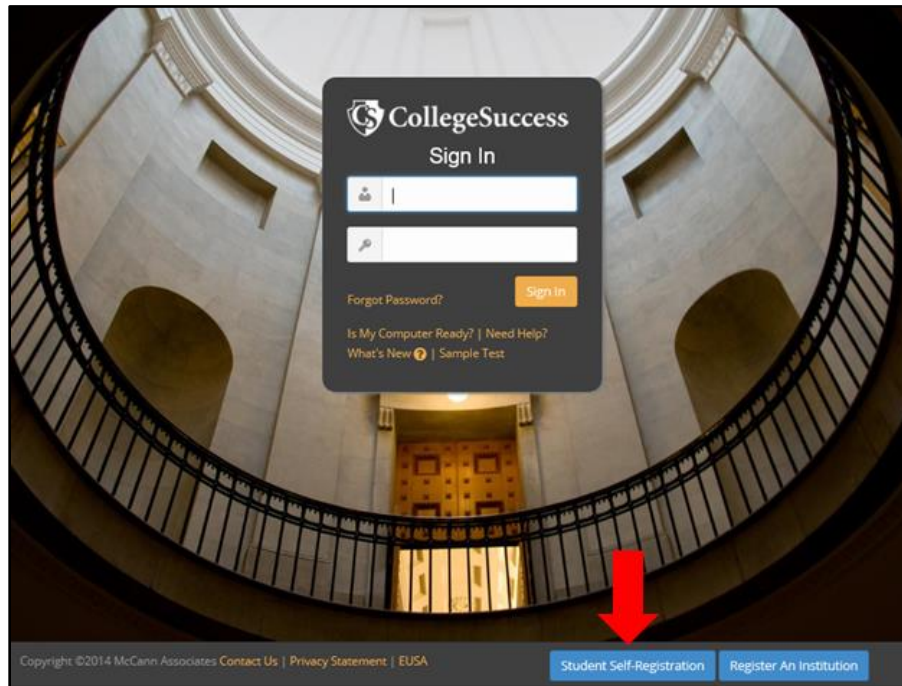 CS CollegeSuccess
Sign In
Forgot Password?
Sign In
Is My Computer Ready? | Need Help?
What's New ? | Sample Test
Copyright ©2014 McCann Associates Contact Us | Privacy Statement | EUSA
Student Self-Registration
Register An Institution